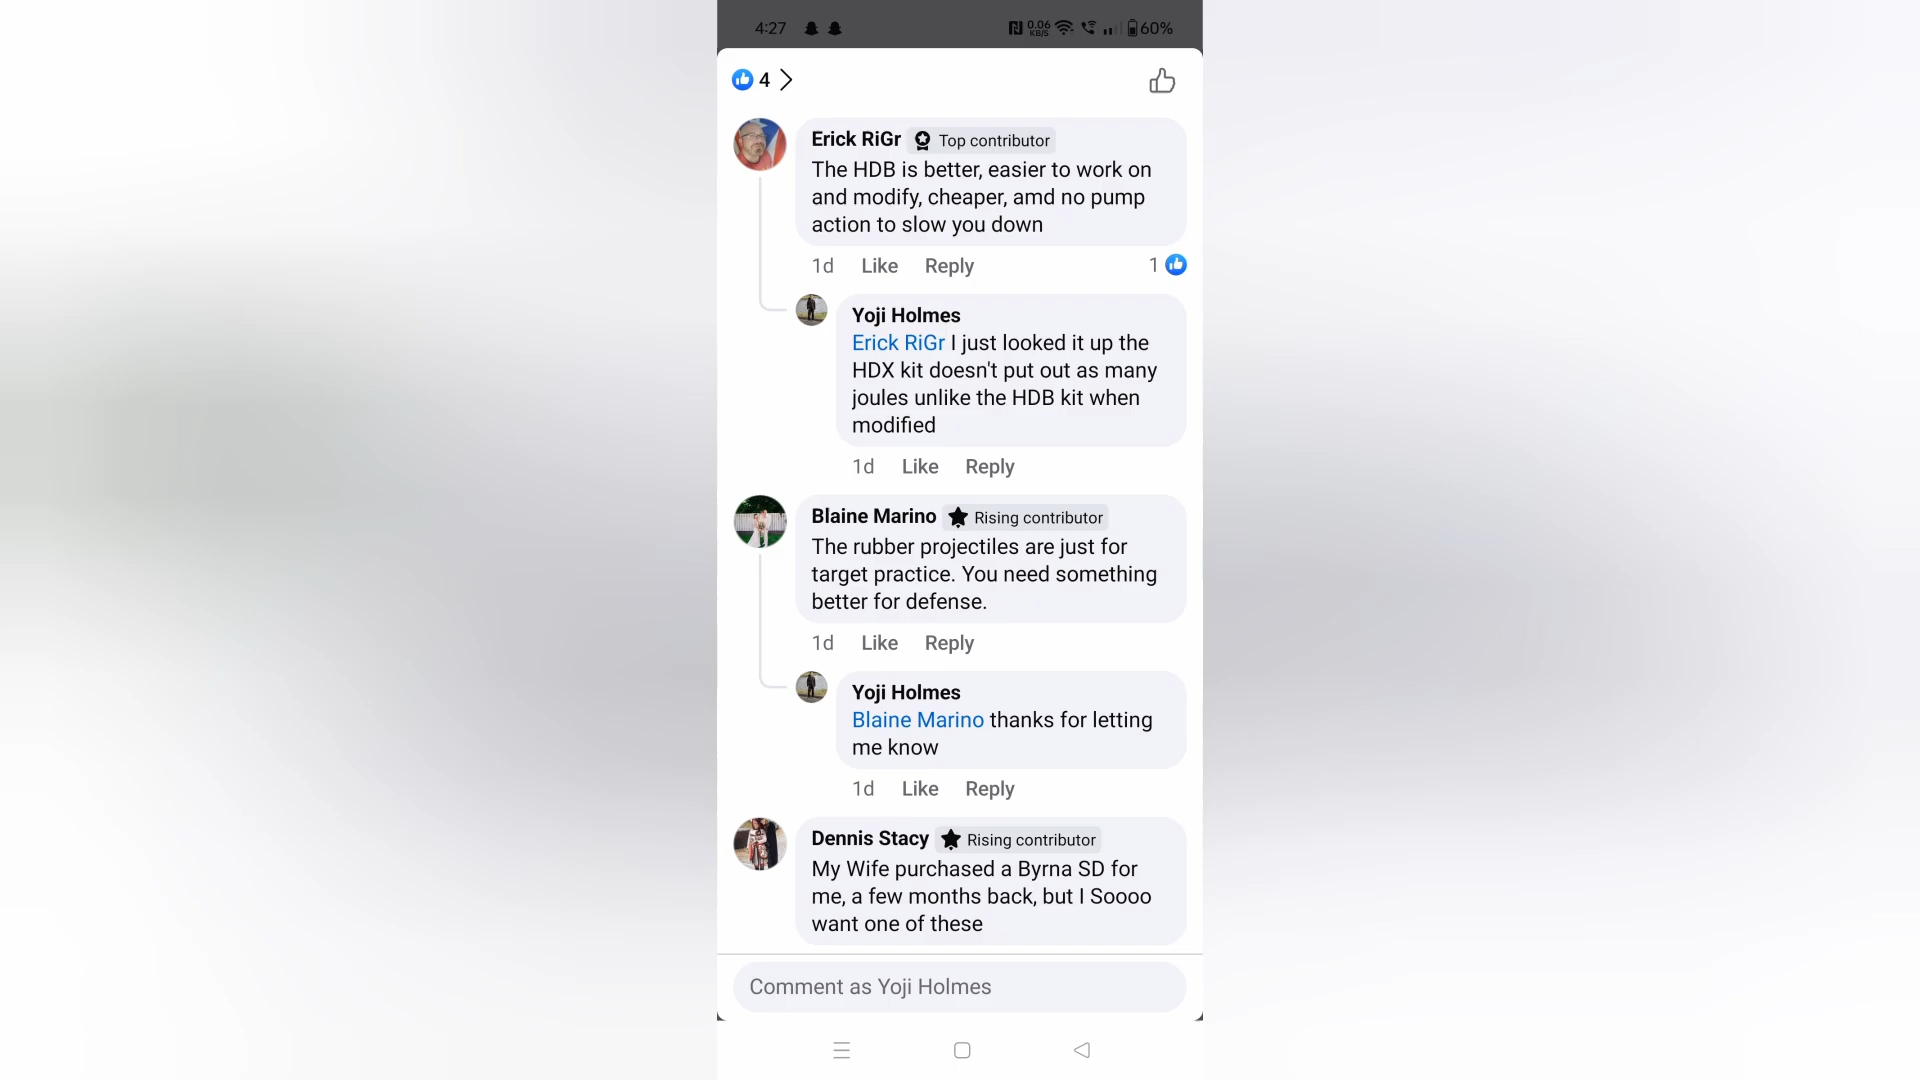 4:27 0.06 KB/S 60%
4
Erick RiGr Top contributor
The HDB is better, easier to work on
and modify, cheaper, amd no pump
action to slow you down
1d Like Reply 1
Yoji Holmes
Erick RiGr I just looked it up the
HDX kit doesn't put out as many
joules unlike the HDB kit when
modified
1d Like Reply
Blaine Marino Rising contributor
The rubber projectiles are just for
target practice. You need something
better for defense.
1d Like Reply
Yoji Holmes
Blaine Marino thanks for letting
me know
1d Like Reply
Dennis Stacy Rising contributor
My Wife purchased a Byrna SD for
me, a few months back, but I Soooo
want one of these
Comment as Yoji Holmes